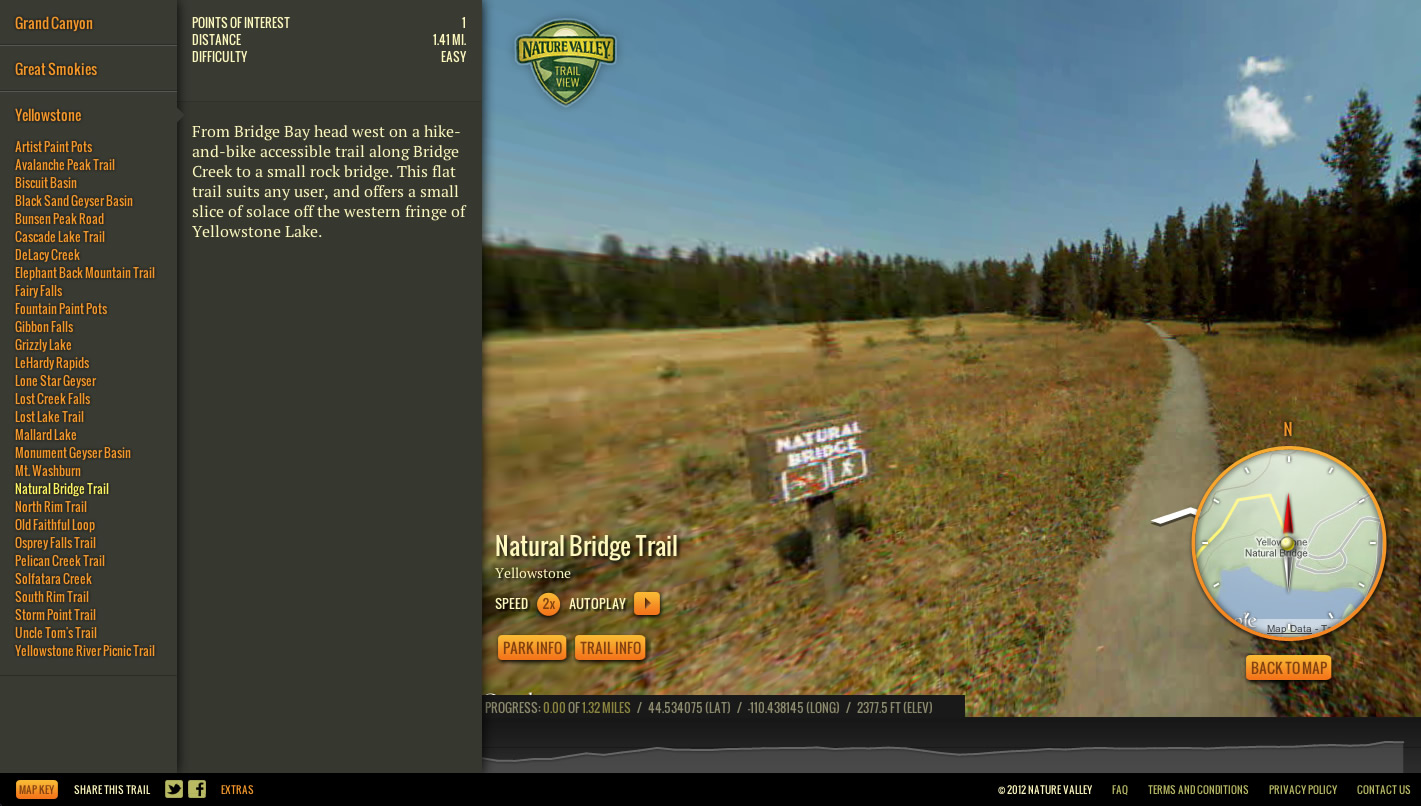 Grand Canyon
Great Smokies
Yellowstone
Artist Paint Pots
Avalanche Peak Trail
Biscuit Basin
Black Sand Geyser Basin
Bunsen Peak Road
Cascade Lake Trail
DeLacy Creek
Elephant Back Mountain Trail
Fairy Falls
Fountain Paint Pots
Gibbon Falls
Grizzly Lake
LeHardy Rapids
Lone Star Geyser
Lost Creek Falls
Lost Lake Trail
Mallard Lake
Monument Geyser Basin
Mt. Washburn
Natural Bridge Trail
North Rim Trail
Old Faithful Loop
Osprey Falls Trail
Pelican Creek Trail
Solfatara Creek
South Rim Trail
Storm Point Trail
Uncle Tom's Trail
Yellowstone River Picnic Trail
POINTS OF INTEREST 1
DISTANCE 1.41 MI.
DIFFICULTY EASY
From Bridge Bay head west on a hike-
and-bike accessible trail along Bridge
Creek to a small rock bridge. This flat
trail suits any user, and offers a small
slice of solace off the western fringe of
Yellowstone Lake.
NATURE VALLEY
TRAIL
VIEW
NATURAL
BRIDGE
Natural Bridge Trail
Yellowstone
SPEED 2x AUTOPLAY
PARK INFO TRAIL INFO
N
Yellowstone
Natural Bridge
Map Data -
BACK TO MAP
PROGRESS: 0.00 OF 1.32 MILES / 44.534075 (LAT) / -110.438145 (LONG) / 2377.5 FT (ELEV)
MAP KEY SHARE THIS TRAIL EXTRAS
© 2012 NATURE VALLEY FAQ TERMS AND CONDITIONS PRIVACY POLICY CONTACT US